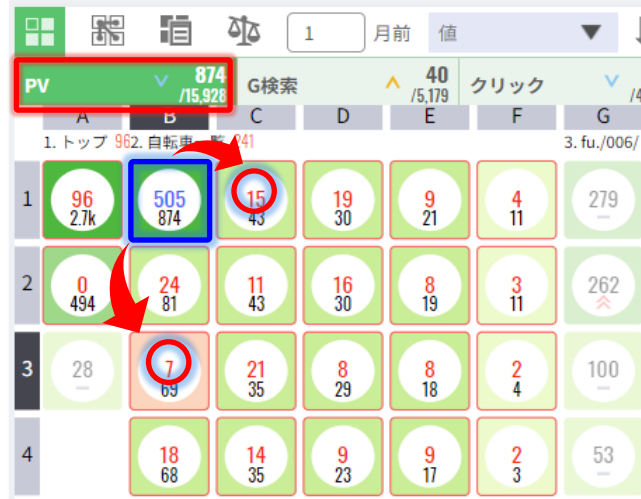 1 月前 値
PV 874 /15,928 G検索 40 /5,179 クリック
A B C D E F G
1. トップ 96 2. 自転車 覧 241 3. fu./006/
1 96 505 15 19 9 4 279
2.7k 874 43 30 21 11
2 0 24 11 16 8 3 262
494 81 43 30 19 11
3 28 7 21 8 8 2 100
69 35 29 18 4
4 18 14 9 9 2 53
68 35 23 17 3